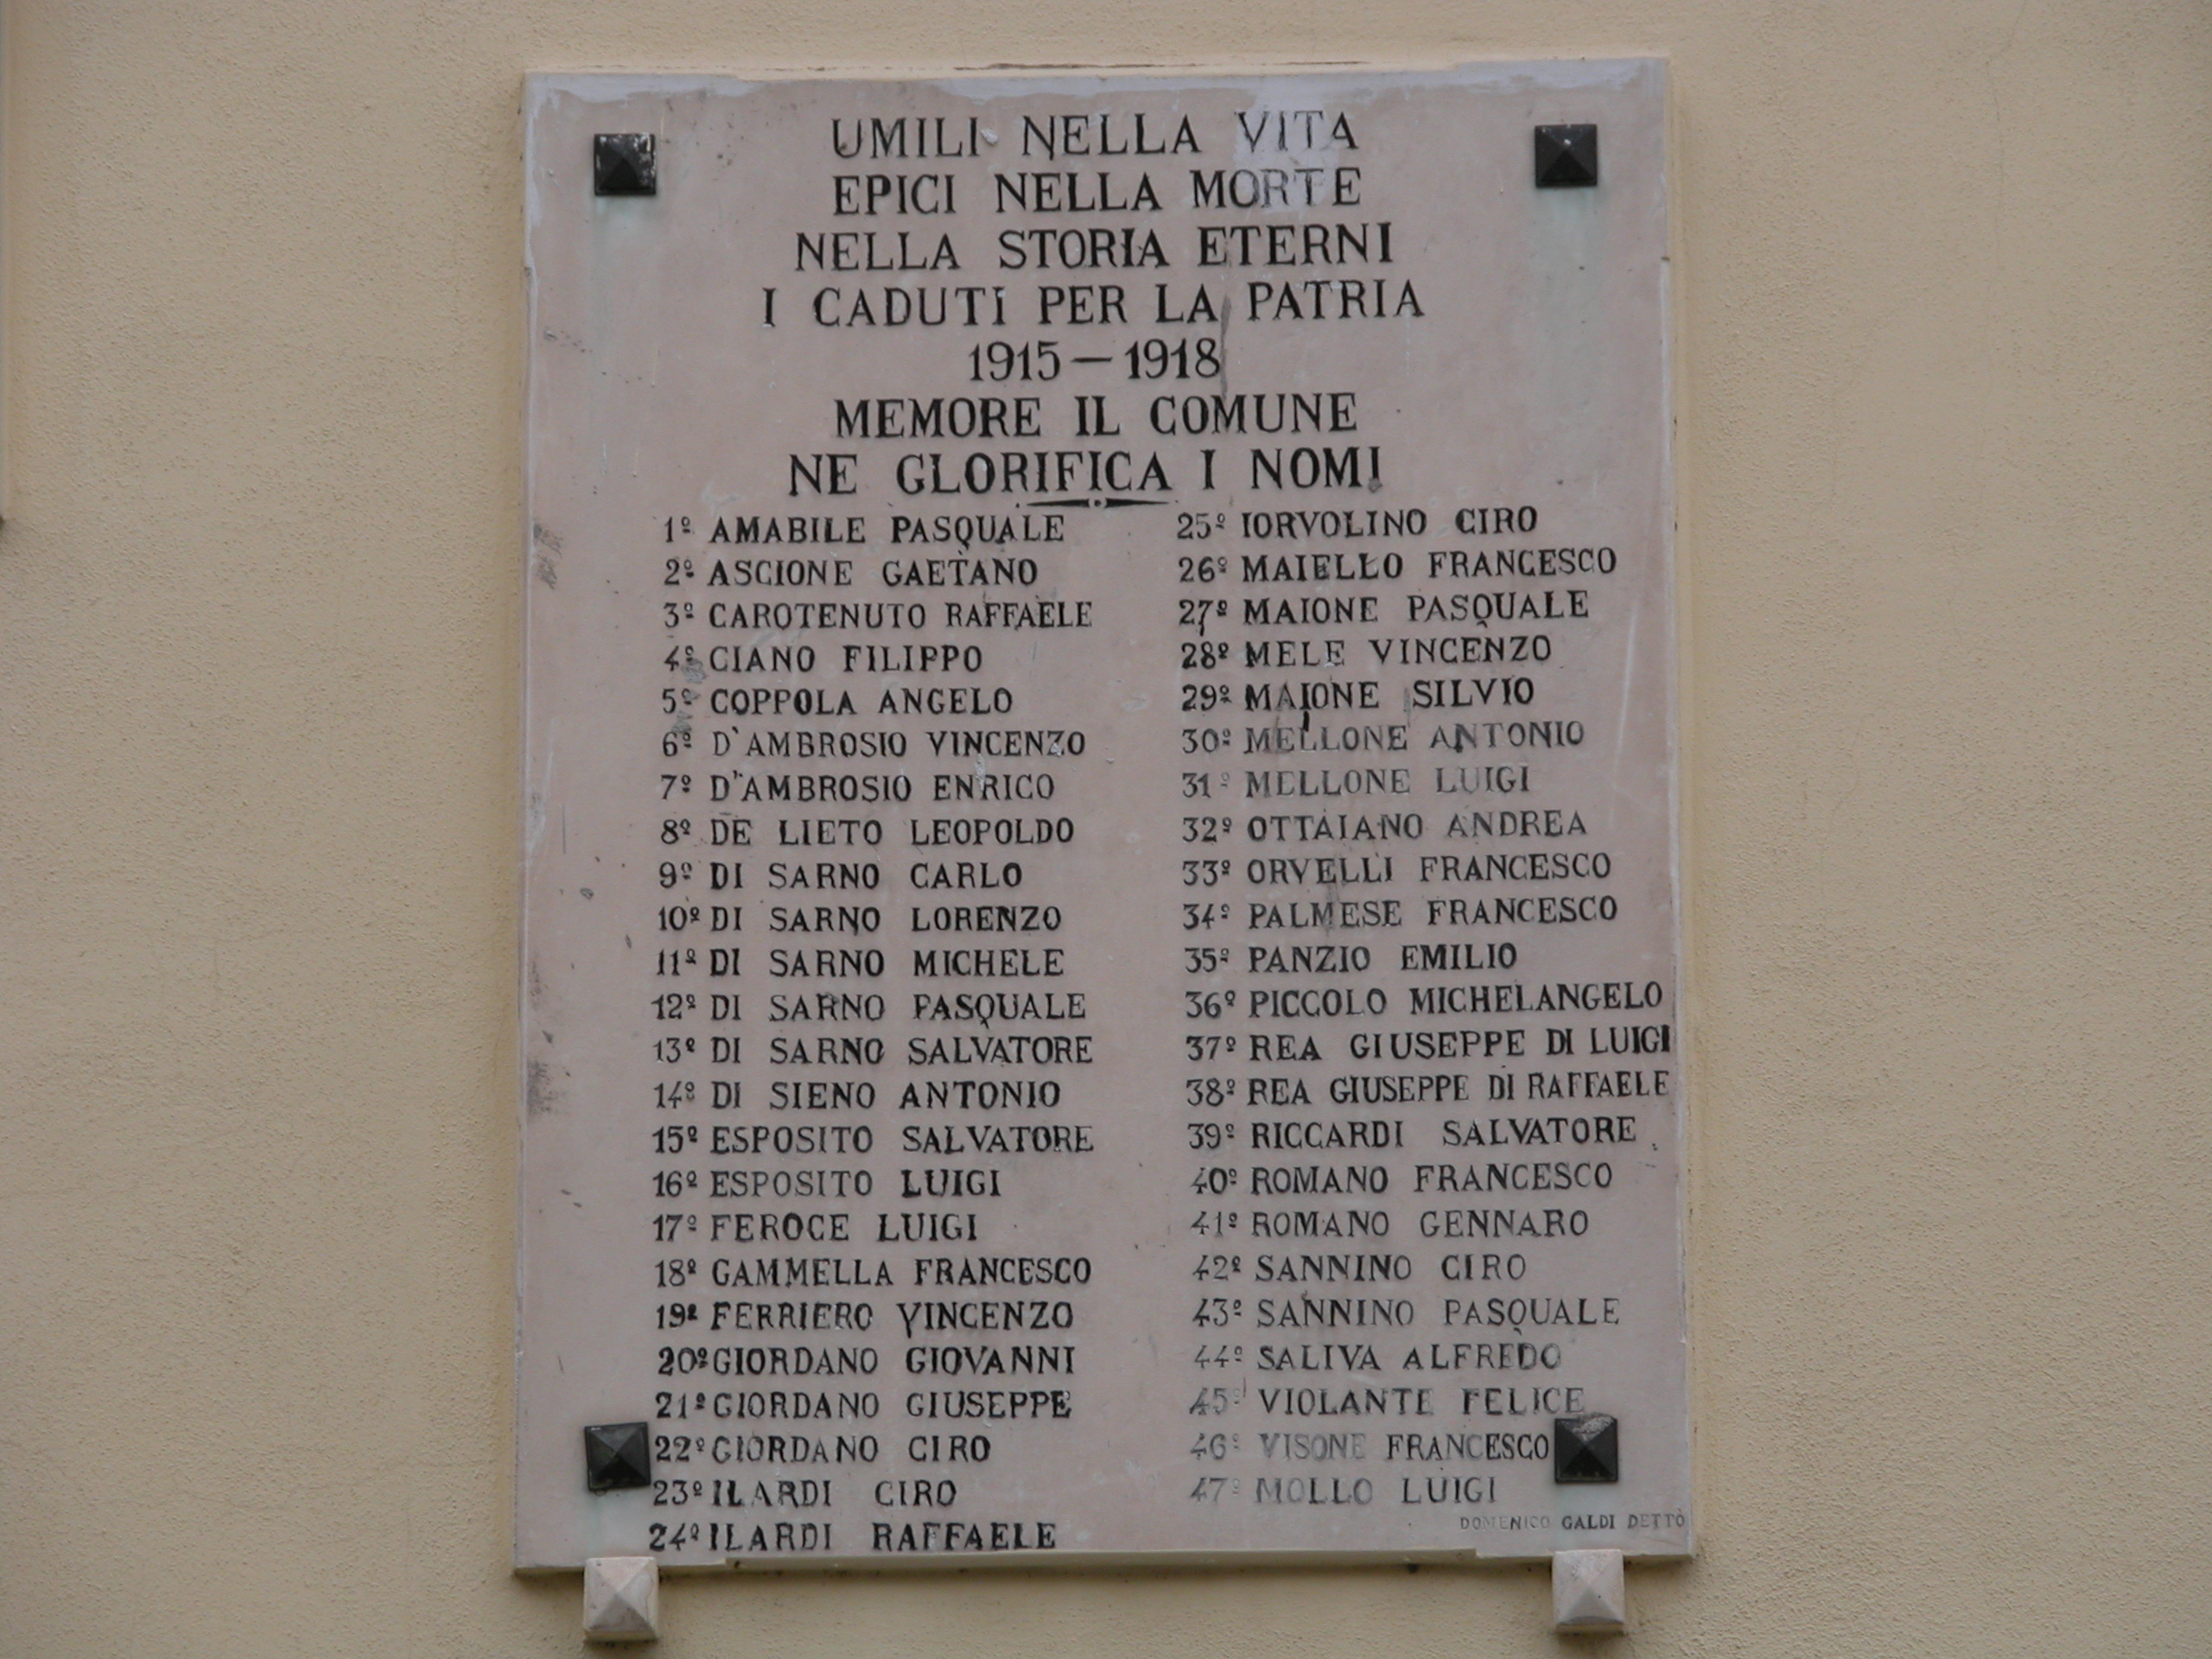 UMILI NELLA VITA
EPICI NELLA MORTE
NELLA STORIA ETERNI
I CADUTI PER LA PATRIA
1915 — 1918
MEMORE IL COMUNE
NE GLORIFICA I NOMI
1º AMABILE PASQUALE
2º ASCIONE GAETANO
3º CAROTENUTO RAFFAELE
4º CIANO FILIPPO
5º COPPOLA ANGELO
6º D'AMBROSIO VINCENZO
7º D'AMBROSIO ENRICO
8º DE LIETO LEOPOLDO
9º DI SARNO CARLO
10º DI SARNO LORENZO
11º DI SARNO MICHELE
12º DI SARNO PASQUALE
13º DI SARNO SALVATORE
14º DI SIENO ANTONIO
15º ESPOSITO SALVATORE
16º ESPOSITO LUIGI
17º FEROCE LUIGI
18º GAMMELLA FRANCESCO
19º FERRIERO VINCENZO
20º GIORDANO GIOVANNI
21º GIORDANO GIUSEPPE
22º GIORDANO CIRO
23º ILARDI CIRO
24º ILARDI RAFFAELE
25º IORVOLINO CIRO
26º MAIELLO FRANCESCO
27º MAIONE PASQUALE
28º MELE VINCENZO
29º MAIONE SILVIO
30º MELLONE ANTONIO
31º MELLONE LUIGI
32º OTTAIANO ANDREA
33º ORVELLI FRANCESCO
34º PALMESE FRANCESCO
35º PANZIO EMILIO
36º PICCOLO MICHELANGELO
37º REA GIUSEPPE DI LUIGI
38º REA GIUSEPPE DI RAFFAELE
39º RICCARDI SALVATORE
40º ROMANO FRANCESCO
41º ROMANO GENNARO
42º SANNINO CIRO
43º SANNINO PASQUALE
44º SALIVA ALFREDO
45º VIOLANTE FELICE
46º VISONE FRANCESCO
47º MOLLO LUIGI
DOMENICO GALDI DETTÒ